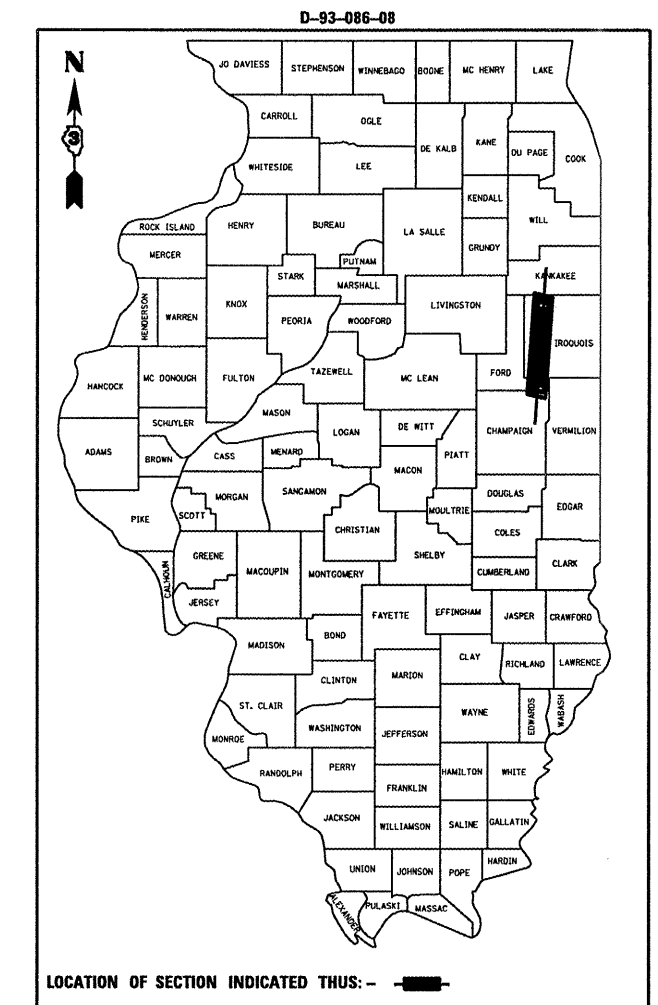 D-93-086-08
N
3
JO DAVIESS
STEPHENSON
WINNEBAGO
BOONE
MC HENRY
LAKE
CARROLL
OGLE
DE KALB
KANE
DU PAGE
COOK
WHITESIDE
LEE
KENDALL
WILL
ROCK ISLAND
HENRY
BUREAU
LA SALLE
GRUNDY
MERCER
PUTNAM
STARK
MARSHALL
KANKAKEE
HENDERSON
WARREN
KNOX
PEORIA
WOODFORD
LIVINGSTON
IROQUOIS
HANCOCK
MC DONOUGH
FULTON
TAZEWELL
MC LEAN
FORD
MASON
SCHUYLER
LOGAN
DE WITT
CHAMPAIGN
VERMILION
ADAMS
BROWN
CASS
MENARD
PIATT
MACON
MORGAN
SANGAMON
DOUGLAS
EDGAR
PIKE
SCOTT
CHRISTIAN
MOULTRIE
COLES
GREENE
MACOUPIN
MONTGOMERY
SHELBY
CUMBERLAND
CLARK
CALHOUN
JERSEY
FAYETTE
EFFINGHAM
JASPER
CRAWFORD
MADISON
BOND
CLAY
RICHLAND
LAWRENCE
CLINTON
MARION
ST. CLAIR
WAYNE
EDWARDS
WABASH
MONROE
WASHINGTON
JEFFERSON
RANDOLPH
PERRY
HAMILTON
WHITE
FRANKLIN
JACKSON
WILLIAMSON
SALINE
GALLATIN
UNION
JOHNSON
POPE
HARDIN
ALEXANDER
PULASKI
MASSAC
LOCATION OF SECTION INDICATED THUS: -